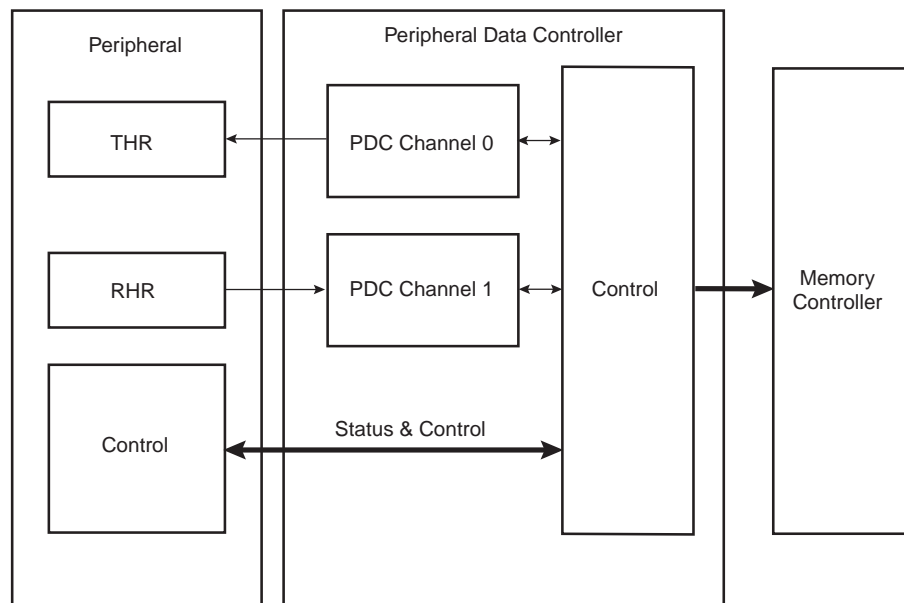 Peripheral
Peripheral Data Controller
THR
PDC Channel 0
RHR
PDC Channel 1
Control
Memory
Controller
Control
Status & Control